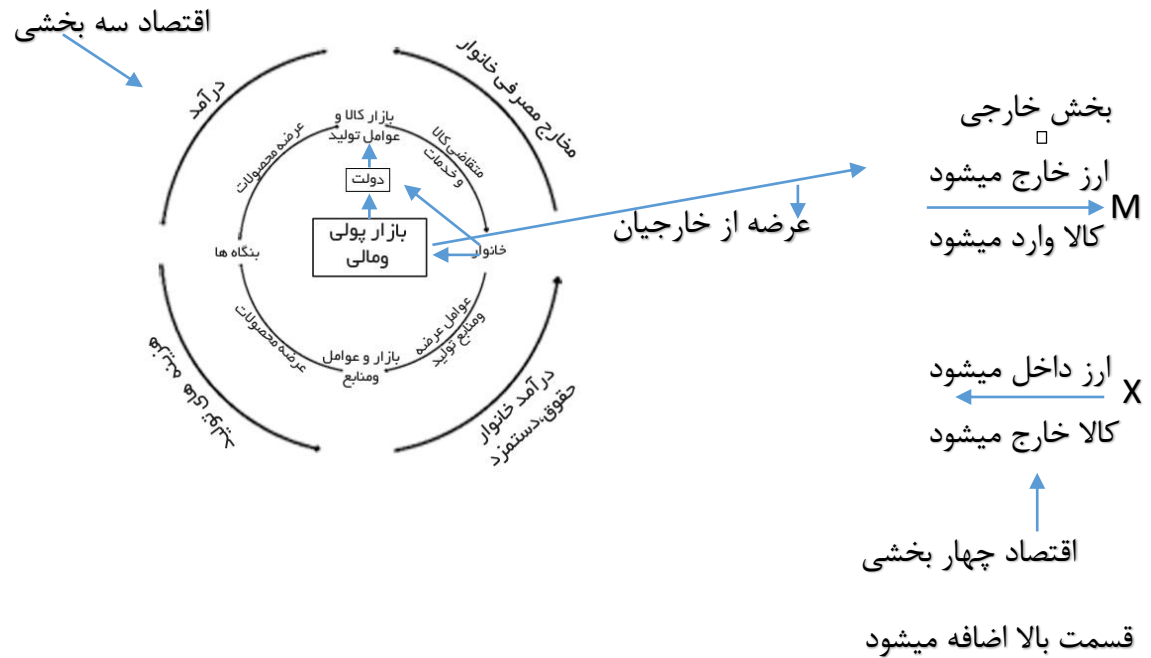 اقتصاد سه بخشی
درآمد
مخارج مصرفی خانوار
بازار کالا و
عوامل تولید
عرضه محصولات
متقاضی کالا
و خدمات
دولت
بازار پولی
ومالی
بنگاه ها
خانوار
عرضه محصولات
بازار و عوامل
ومنابع
عوامل عرضه
ومنابع تولید
هزینه های تولید
درآمد خانوار
حقوق،دستمزد
عرضه از خارجیان
بخش خارجی
ارز خارج میشود
M
کالا وارد میشود
ارز داخل میشود
X
کالا خارج میشود
اقتصاد چهار بخشی
قسمت بالا اضافه میشود